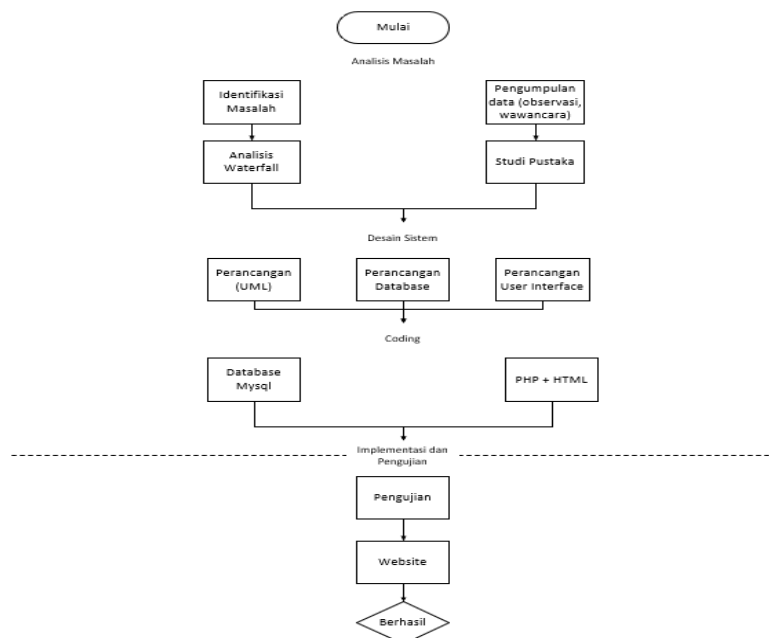 Mulai
Analisis Masalah
Identifikasi
Masalah
Pengumpulan
data (observasi,
wawancara)
Analisis
Waterfall
Studi Pustaka
Desain Sistem
Perancangan
(UML)
Perancangan
Database
Perancangan
User Interface
Coding
Database
Mysql
PHP + HTML
Implementasi dan
Pengujian
Pengujian
Website
Berhasil